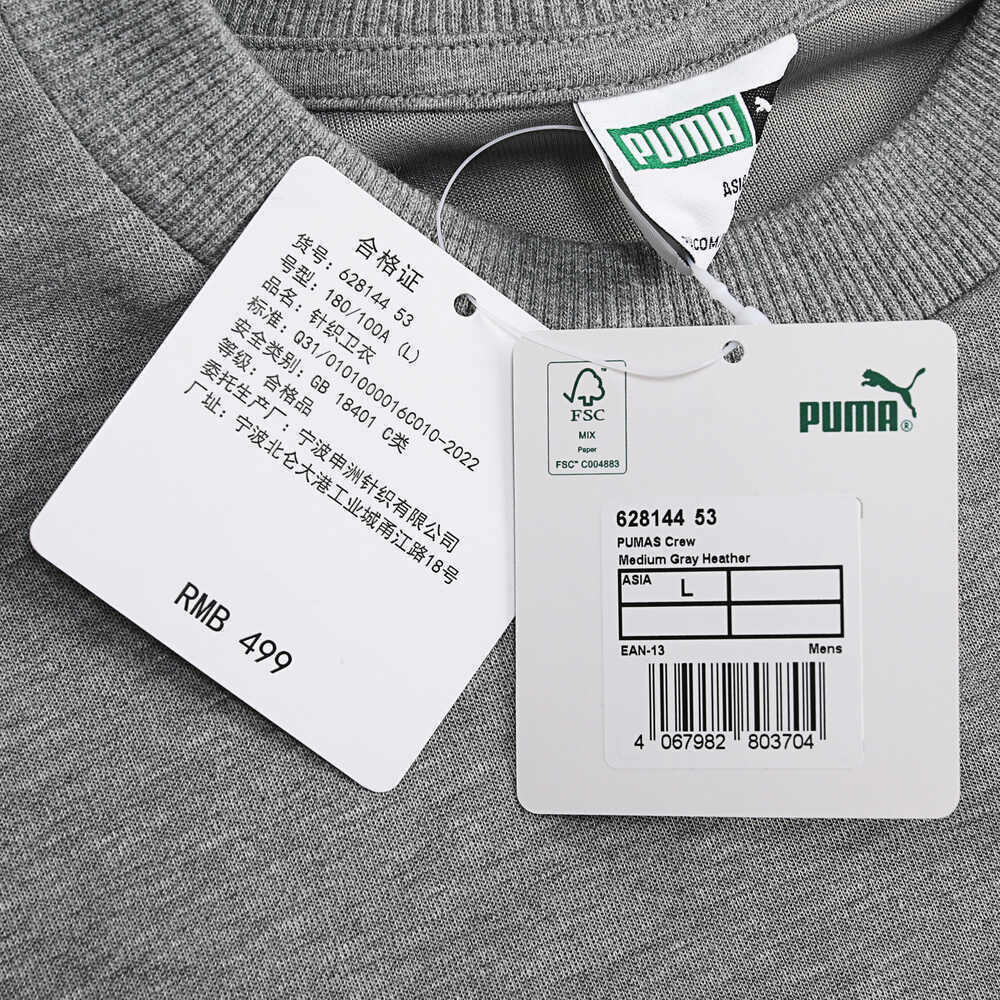 PUMA
ASI
COM
合格证
货号：628144 53
号型：180/100A (L)
品名：针织卫衣
标准：Q31/0101000016C010-2022
安全类别：GB 18401 C类
等级：合格品
委托生产厂：宁波申洲针织有限公司
厂址：宁波北仑大港工业城甬江路18号
RMB 499
FSC
MIX
Paper
FSC™ C004883
PUMA®
628144 53
PUMAS Crew
Medium Gray Heather
ASIA L
EAN-13 Mens
4 067982 803704